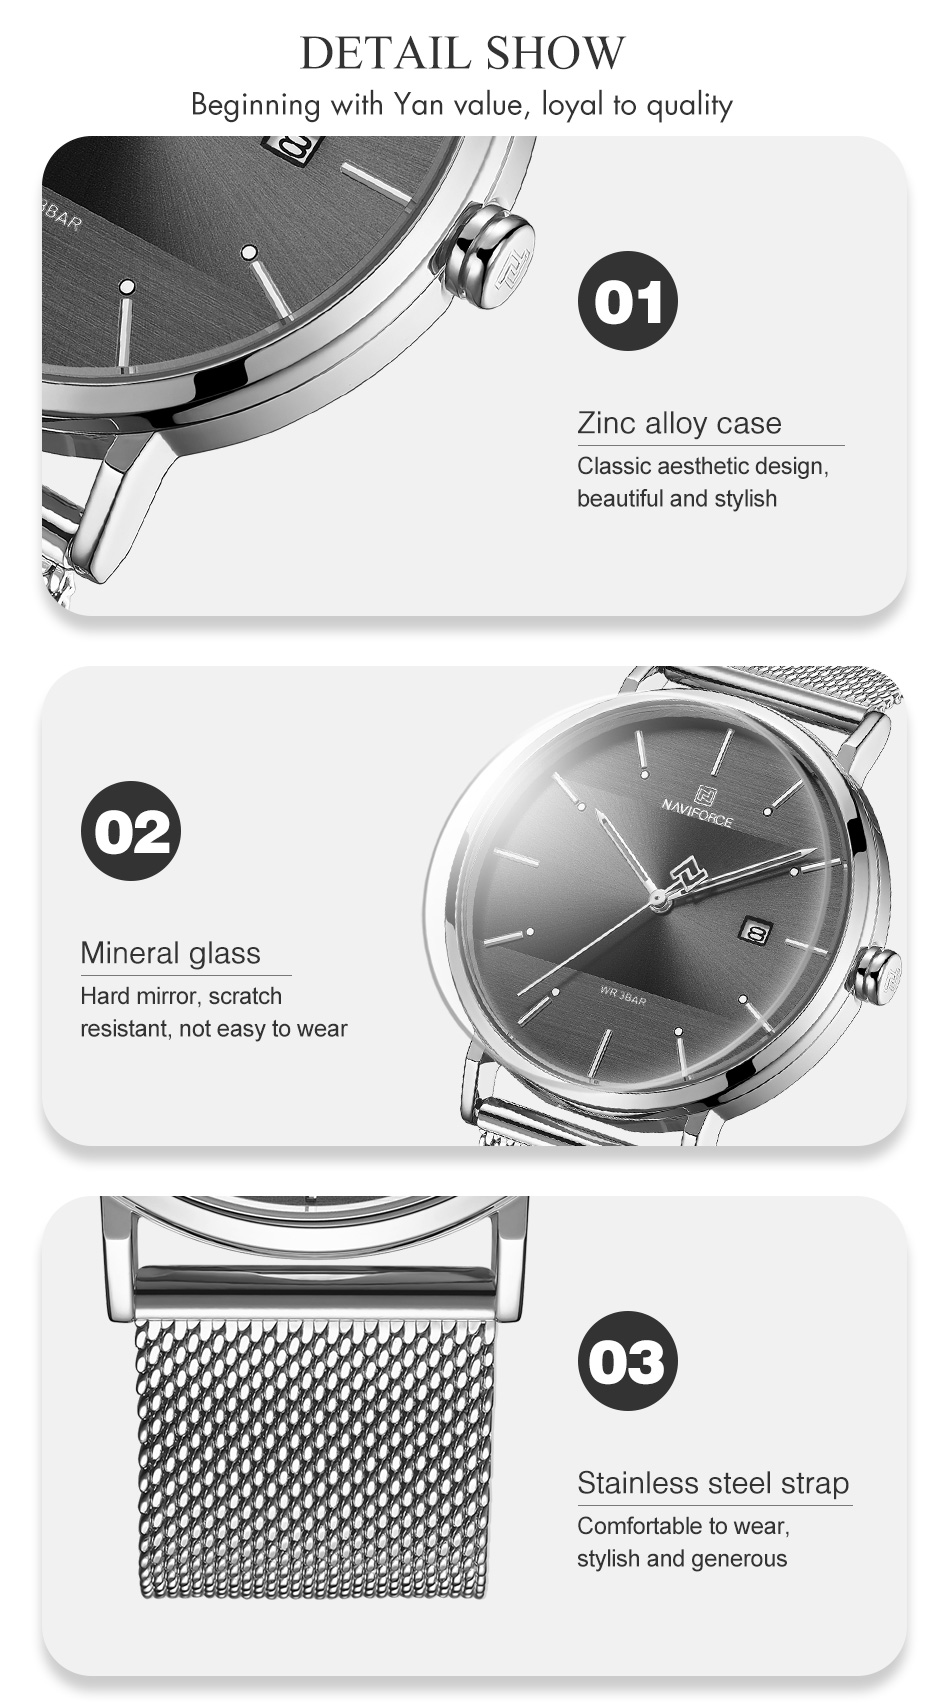 DETAIL SHOW
Beginning with Yan value, loyal to quality
8
3BAR
01
Zinc alloy case
Classic aesthetic design,
beautiful and stylish
02
Mineral glass
Hard mirror, scratch
resistant, not easy to wear
NAVIFORCE
8
WR 3BAR
03
Stainless steel strap
Comfortable to wear,
stylish and generous